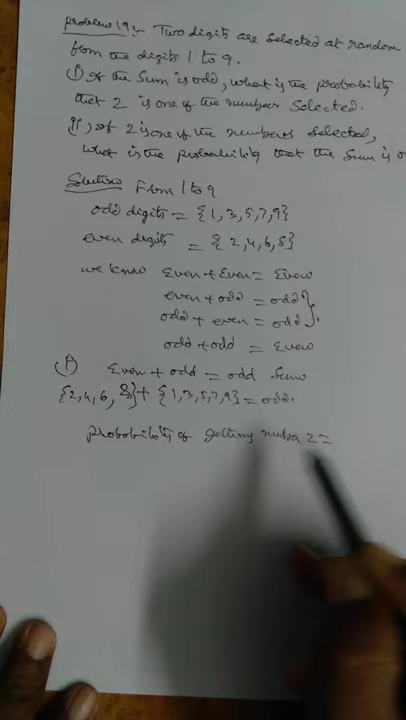 Problem 19:- Two digits are selected at random
from the digits 1 to 9.
(i) If the Sum is odd, what is the probability
that 2 is one of the numbers selected.
ii, if 2 is one of the numbers selected,
what is the probability that the Sum is o
Solution From 1 to 9
odd digits = {1, 3, 5, 7, 9}
even digits = {2, 4, 6, 8}
we know Even + Even = Even
even + odd = odd }
odd + even = odd }.
odd + odd = Even
(i) Even + odd = odd Sum
{2, 4, 6, 8} + {1, 3, 5, 7, 9} = odd.
Probability of getting number 2 =